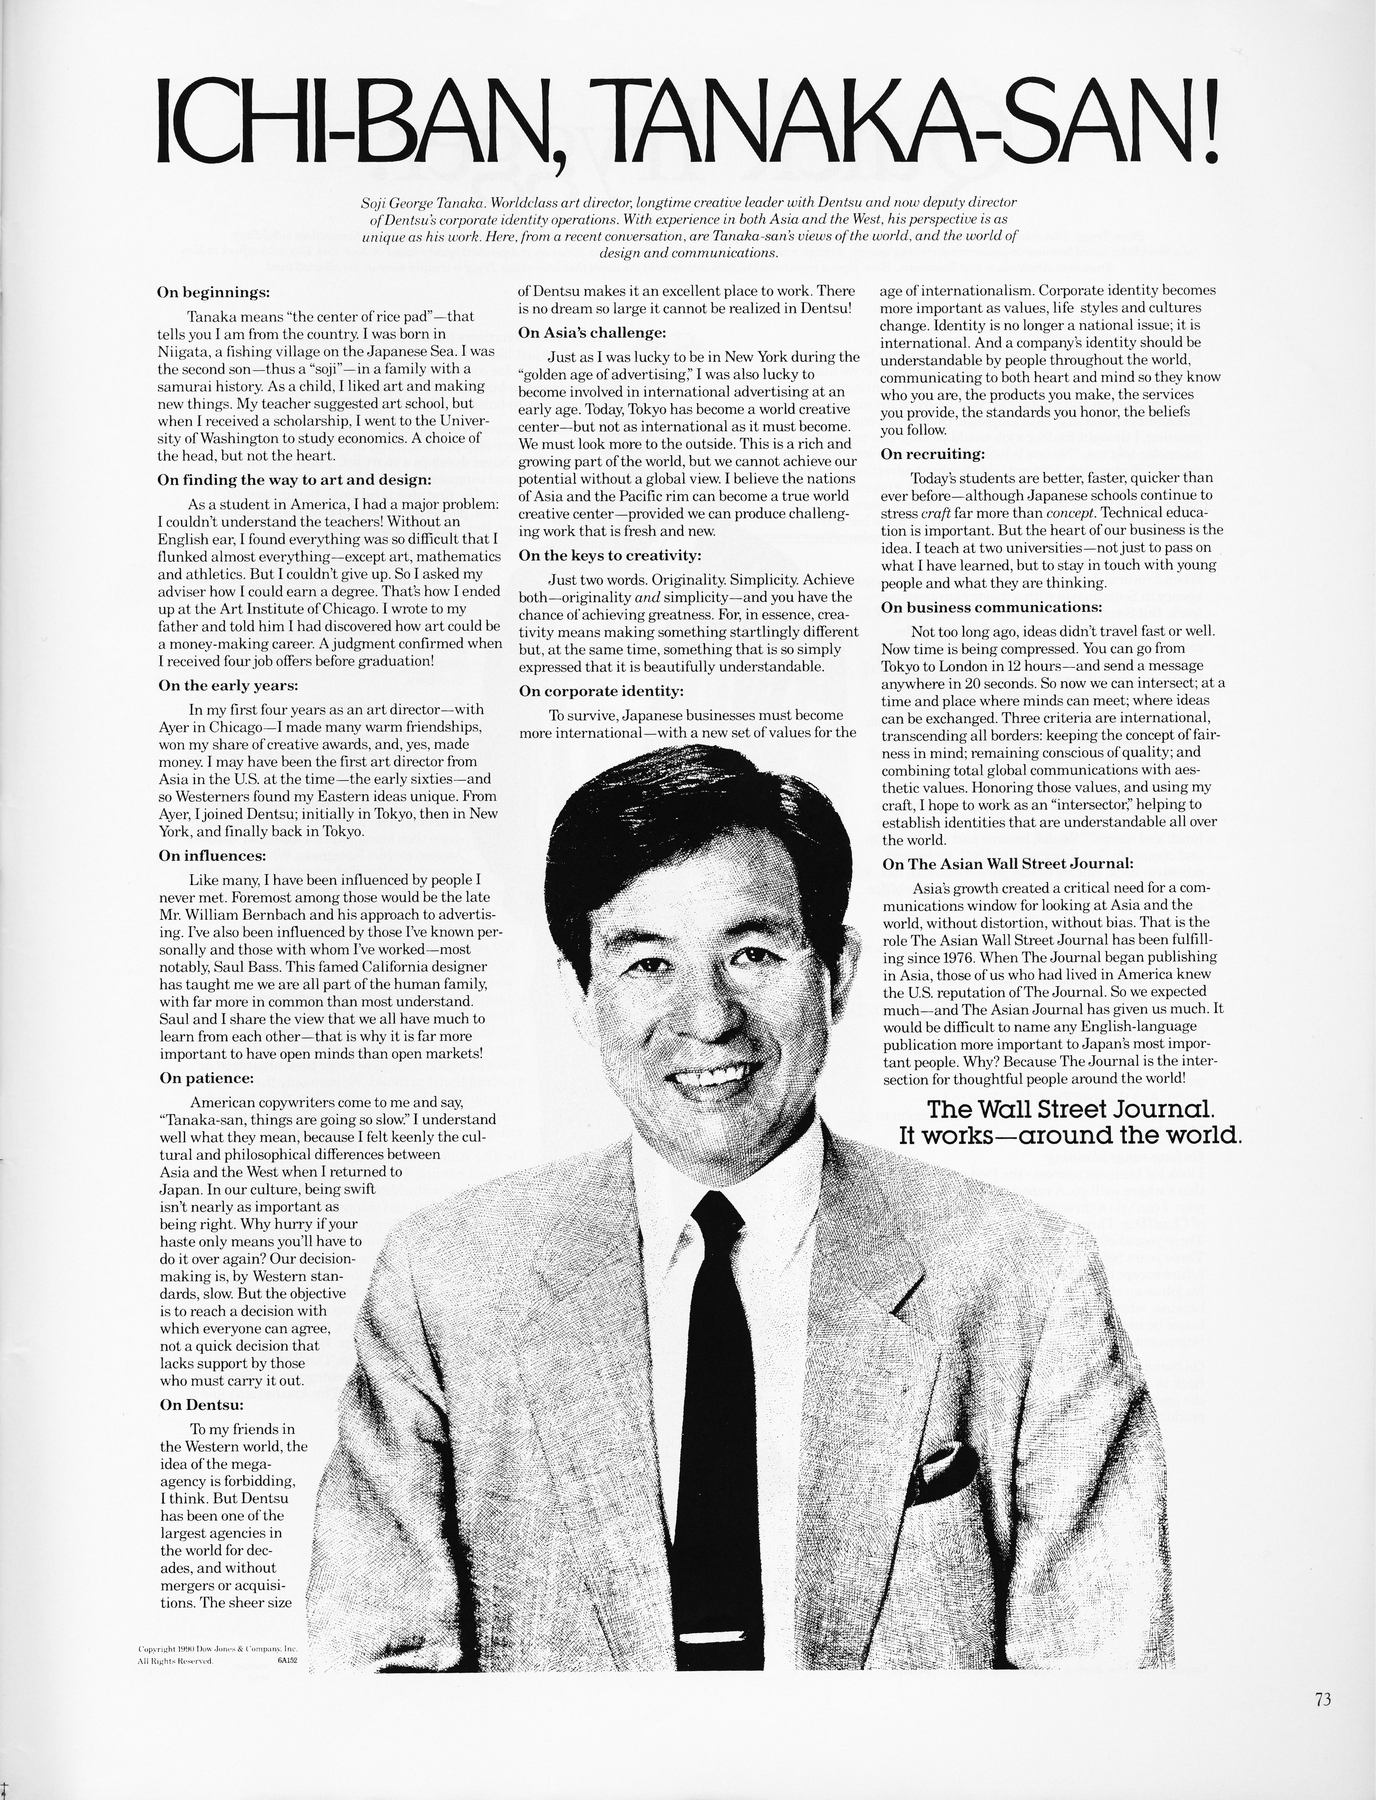 ICHI-BAN, TANAKA-SAN!
Soji George Tanaka. Worldclass art director, longtime creative leader with Dentsu and now deputy director
of Dentsu's corporate identity operations. With experience in both Asia and the West, his perspective is as
unique as his work. Here, from a recent conversation, are Tanaka-san's views of the world, and the world of
design and communications.
On beginnings:
Tanaka means “the center of rice pad”—that
tells you I am from the country. I was born in
Niigata, a fishing village on the Japanese Sea. I was
the second son—thus a “soji”—in a family with a
samurai history. As a child, I liked art and making
new things. My teacher suggested art school, but
when I received a scholarship, I went to the Univer-
sity of Washington to study economics. A choice of
the head, but not the heart.
On finding the way to art and design:
As a student in America, I had a major problem:
I couldn't understand the teachers! Without an
English ear, I found everything was so difficult that I
flunked almost everything—except art, mathematics
and athletics. But I couldn't give up. So I asked my
adviser how I could earn a degree. That's how I ended
up at the Art Institute of Chicago. I wrote to my
father and told him I had discovered how art could be
a money-making career. A judgment confirmed when
I received four job offers before graduation!
On the early years:
In my first four years as an art director—with
Ayer in Chicago—I made many warm friendships,
won my share of creative awards, and, yes, made
money. I may have been the first art director from
Asia in the U.S. at the time—the early sixties—and
so Westerners found my Eastern ideas unique. From
Ayer, I joined Dentsu; initially in Tokyo, then in New
York, and finally back in Tokyo.
On influences:
Like many, I have been influenced by people I
never met. Foremost among those would be the late
Mr. William Bernbach and his approach to advertis-
ing. I've also been influenced by those I've known per-
sonally and those with whom I've worked—most
notably, Saul Bass. This famed California designer
has taught me we are all part of the human family,
with far more in common than most understand.
Saul and I share the view that we all have much to
learn from each other—that is why it is far more
important to have open minds than open markets!
On patience:
American copywriters come to me and say,
“Tanaka-san, things are going so slow.” I understand
well what they mean, because I felt keenly the cul-
tural and philosophical differences between
Asia and the West when I returned to
Japan. In our culture, being swift
isn't nearly as important as
being right. Why hurry if your
haste only means you'll have to
do it over again? Our decision-
making is, by Western stan-
dards, slow. But the objective
is to reach a decision with
which everyone can agree,
not a quick decision that
lacks support by those
who must carry it out.
On Dentsu:
To my friends in
the Western world, the
idea of the mega-
agency is forbidding,
I think. But Dentsu
has been one of the
largest agencies in
the world for dec-
ades, and without
mergers or acquisi-
tions. The sheer size
of Dentsu makes it an excellent place to work. There
is no dream so large it cannot be realized in Dentsu!
On Asia's challenge:
Just as I was lucky to be in New York during the
“golden age of advertising,” I was also lucky to
become involved in international advertising at an
early age. Today, Tokyo has become a world creative
center—but not as international as it must become.
We must look more to the outside. This is a rich and
growing part of the world, but we cannot achieve our
potential without a global view. I believe the nations
of Asia and the Pacific rim can become a true world
creative center—provided we can produce challeng-
ing work that is fresh and new.
On the keys to creativity:
Just two words. Originality. Simplicity. Achieve
both—originality and simplicity—and you have the
chance of achieving greatness. For, in essence, crea-
tivity means making something startlingly different
but, at the same time, something that is so simply
expressed that it is beautifully understandable.
On corporate identity:
To survive, Japanese businesses must become
more international—with a new set of values for the
age of internationalism. Corporate identity becomes
more important as values, life styles and cultures
change. Identity is no longer a national issue; it is
international. And a company's identity should be
understandable by people throughout the world,
communicating to both heart and mind so they know
who you are, the products you make, the services
you provide, the standards you honor, the beliefs
you follow.
On recruiting:
Today's students are better, faster, quicker than
ever before—although Japanese schools continue to
stress craft far more than concept. Technical educa-
tion is important. But the heart of our business is the
idea. I teach at two universities—not just to pass on
what I have learned, but to stay in touch with young
people and what they are thinking.
On business communications:
Not too long ago, ideas didn't travel fast or well.
Now time is being compressed. You can go from
Tokyo to London in 12 hours—and send a message
anywhere in 20 seconds. So now we can intersect; at a
time and place where minds can meet; where ideas
can be exchanged. Three criteria are international,
transcending all borders: keeping the concept of fair-
ness in mind; remaining conscious of quality; and
combining total global communications with aes-
thetic values. Honoring those values, and using my
craft, I hope to work as an “intersector,” helping to
establish identities that are understandable all over
the world.
On The Asian Wall Street Journal:
Asia's growth created a critical need for a com-
munications window for looking at Asia and the
world, without distortion, without bias. That is the
role The Asian Wall Street Journal has been fulfill-
ing since 1976. When The Journal began publishing
in Asia, those of us who had lived in America knew
the U.S. reputation of The Journal. So we expected
much—and The Asian Journal has given us much. It
would be difficult to name any English-language
publication more important to Japan's most impor-
tant people. Why? Because The Journal is the inter-
section for thoughtful people around the world!
The Wall Street Journal.
It works—around the world.
Copyright 1990 Dow Jones & Company, Inc.
All Rights Reserved. 6A152
73